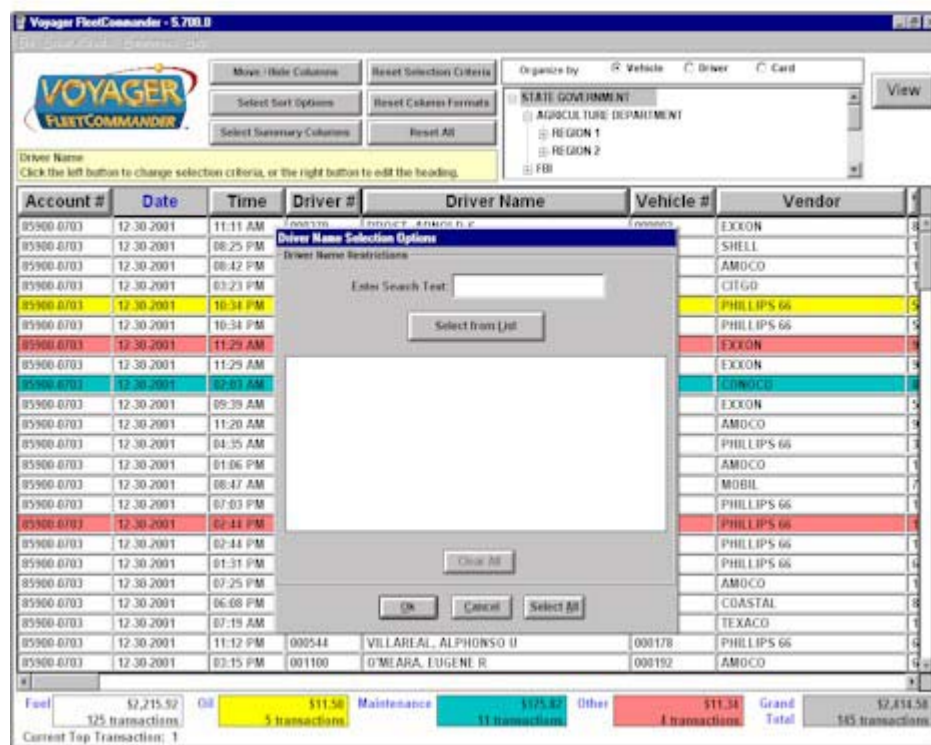 Voyager FleetCommander - 5.700.0
VOYAGER
FLEETCOMMANDER
Move / Hide Columns
Reset Selection Criteria
Select Sort Options
Reset Column Formats
Select Summary Columns
Reset All
Organize by Vehicle Driver Card
View
STATE GOVERNMENT
AGRICULTURE DEPARTMENT
REGION 1
REGION 2
FBI
Driver Name
Click the left button to change selection criteria, or the right button to edit the heading.
Account # Date Time Driver # Driver Name Vehicle # Vendor
85900-0703 12-30-2001 11:11 AM EXXON
85900-0703 12-30-2001 08:25 PM SHELL
85900-0703 12-30-2001 08:42 PM AMOCO
85900-0703 12-30-2001 03:23 PM CITGO
85900-0703 12-30-2001 10:34 PM PHILLIPS 66
85900-0703 12-30-2001 10:34 PM PHILLIPS 66
85900-0703 12-30-2001 11:29 AM EXXON
85900-0703 12-30-2001 11:29 AM EXXON
85900-0703 12-30-2001 02:03 AM CONOCO
85900-0703 12-30-2001 09:39 AM EXXON
85900-0703 12-30-2001 11:20 AM AMOCO
85900-0703 12-30-2001 04:35 AM PHILLIPS 66
85900-0703 12-30-2001 01:06 PM AMOCO
85900-0703 12-30-2001 08:47 AM MOBIL
85900-0703 12-30-2001 07:03 PM PHILLIPS 66
85900-0703 12-30-2001 02:44 PM PHILLIPS 66
85900-0703 12-30-2001 02:44 PM PHILLIPS 66
85900-0703 12-30-2001 01:31 PM PHILLIPS 66
85900-0703 12-30-2001 07:25 PM AMOCO
85900-0703 12-30-2001 06:08 PM COASTAL
85900-0703 12-30-2001 07:19 AM TEXACO
85900-0703 12-30-2001 11:12 PM 000544 VILLAREAL, ALPHONSO U 000178 PHILLIPS 66
85900-0703 12-30-2001 03:15 PM 001100 O'MEARA, EUGENE R 000192 AMOCO
Driver Name Selection Options
Driver Name Restrictions
Enter Search Text:
Select from List
Clear All
Ok Cancel Select All
Fuel $2,215.92 Oil $11.50 Maintenance $175.82 Other $11.34 Grand Total $2,414.58
125 transactions 5 transactions 11 transactions 4 transactions 145 transactions
Current Top Transaction: 1